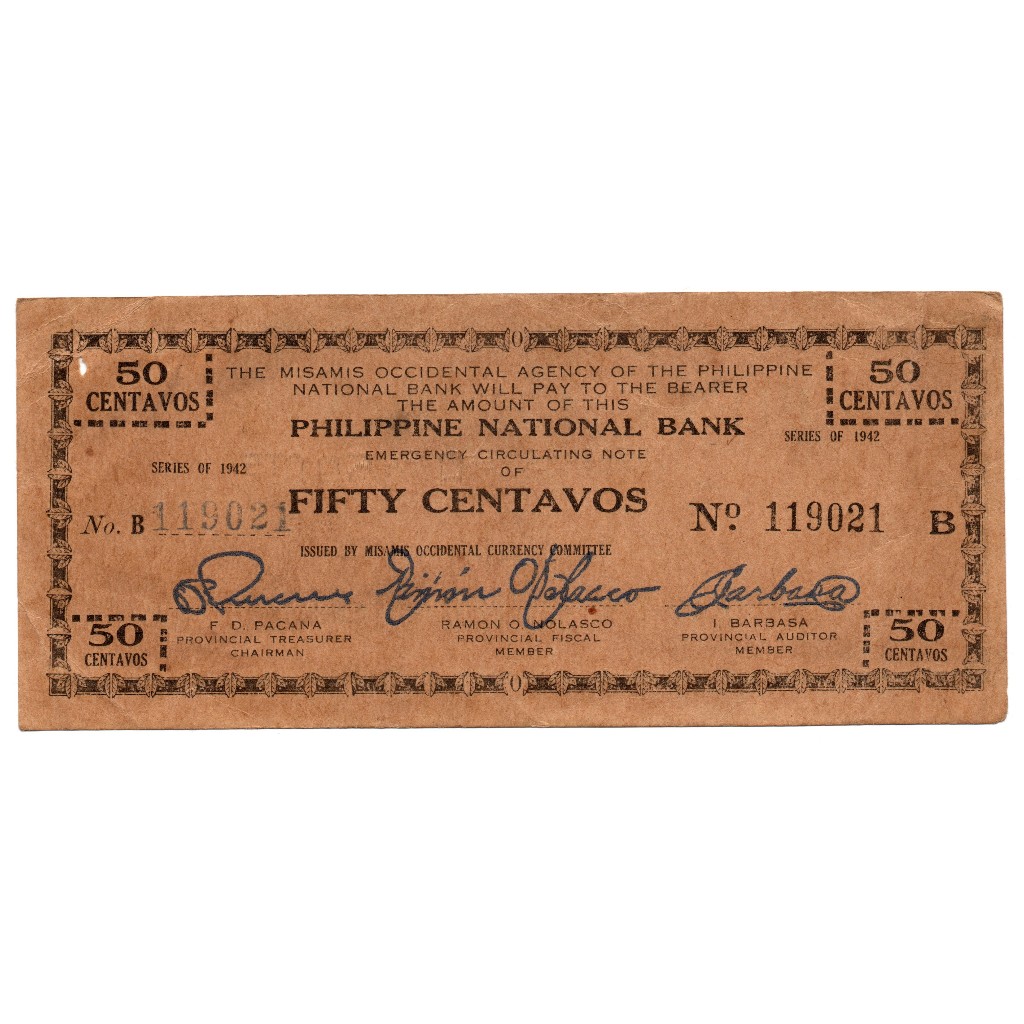 50
CENTAVOS
THE MISAMIS OCCIDENTAL AGENCY OF THE PHILIPPINE
NATIONAL BANK WILL PAY TO THE BEARER
THE AMOUNT OF THIS
PHILIPPINE NATIONAL BANK
EMERGENCY CIRCULATING NOTE
OF
FIFTY CENTAVOS
50
CENTAVOS
SERIES OF 1942
SERIES OF 1942
No. B 119021
Nº 119021 B
ISSUED BY MISAMIS OCCIDENTAL CURRENCY COMMITTEE
Ramón O. Nolasco
Barbasa
F. D. PACANA
PROVINCIAL TREASURER
CHAIRMAN
RAMON O. NOLASCO
PROVINCIAL FISCAL
MEMBER
I. BARBASA
PROVINCIAL AUDITOR
MEMBER
50
CENTAVOS
50
CENTAVOS